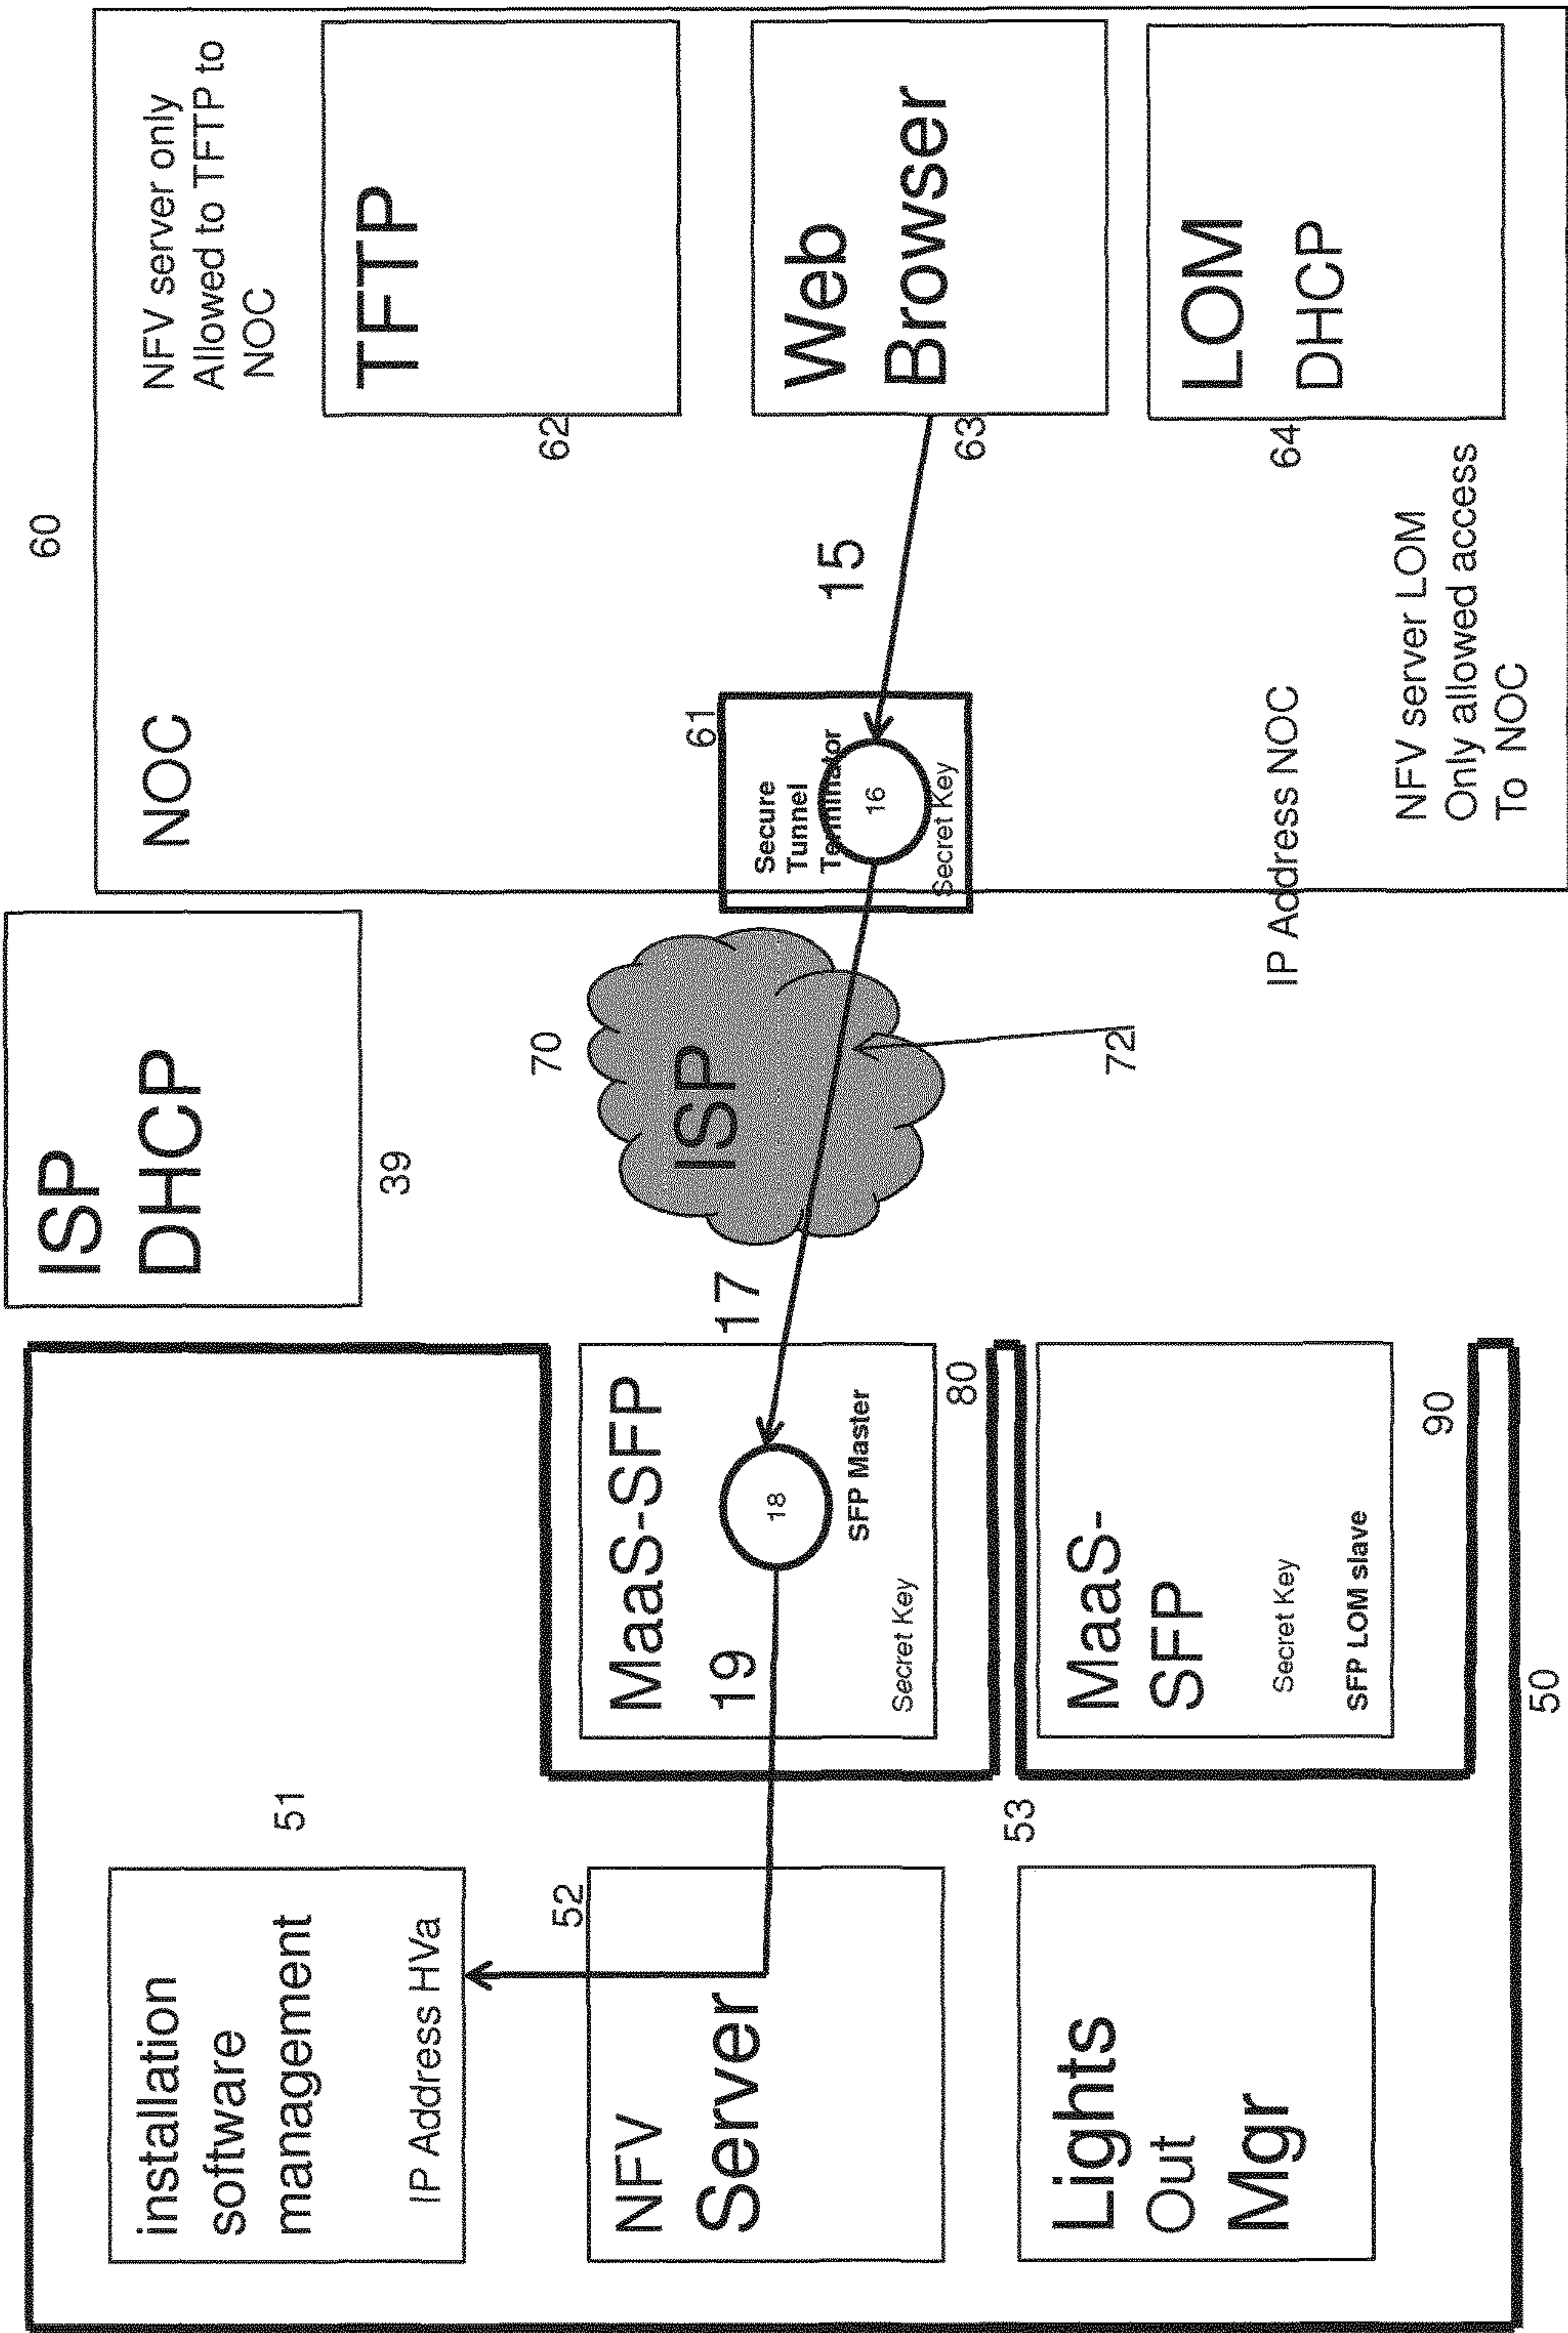 60
NOC
NFV server only
Allowed to TFTP to
NOC
TFTP
62
61
Secure
Tunnel
Terminator
16
Secret Key
15
Web
Browser
63
LOM
DHCP
64
IP Address NOC
NFV server LOM
Only allowed access
To NOC
ISP
DHCP
39
70
ISP
72
17
MaaS-SFP
19
18
SFP Master
Secret Key
80
MaaS-
SFP
Secret Key
SFP LOM slave
90
50
installation
software
management
IP Address HVa
51
52
NFV
Server
53
Lights
Out
Mgr